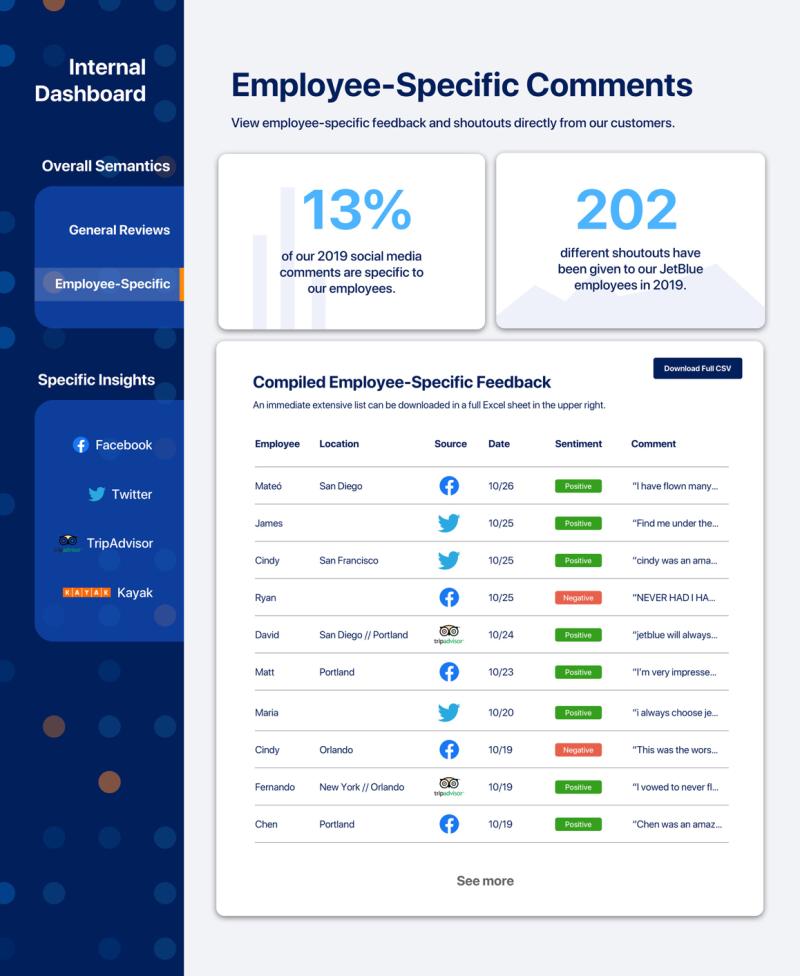 Internal
Dashboard
Overall Semantics
General Reviews
Employee-Specific
Specific Insights
Facebook
Twitter
tripadvisor TripAdvisor
KAYAK Kayak
Employee-Specific Comments
View employee-specific feedback and shoutouts directly from our customers.
13%
of our 2019 social media
comments are specific to
our employees.
202
different shoutouts have
been given to our JetBlue
employees in 2019.
Download Full CSV
Compiled Employee-Specific Feedback
An immediate extensive list can be downloaded in a full Excel sheet in the upper right.
Employee Location Source Date Sentiment Comment
Mateó San Diego 10/26 Positive “I have flown many...
James 10/25 Positive “Find me under the...
Cindy San Francisco 10/25 Positive “cindy was an ama...
Ryan 10/25 Negative “NEVER HAD I HA...
David San Diego // Portland tripadvisor 10/24 Positive “jetblue will always...
Matt Portland 10/23 Positive “I’m very impresse...
Maria 10/20 Positive “i always choose je...
Cindy Orlando 10/19 Negative “This was the wors...
Fernando New York // Orlando tripadvisor 10/19 Positive “I vowed to never fl...
Chen Portland 10/19 Positive “Chen was an amaz...
See more